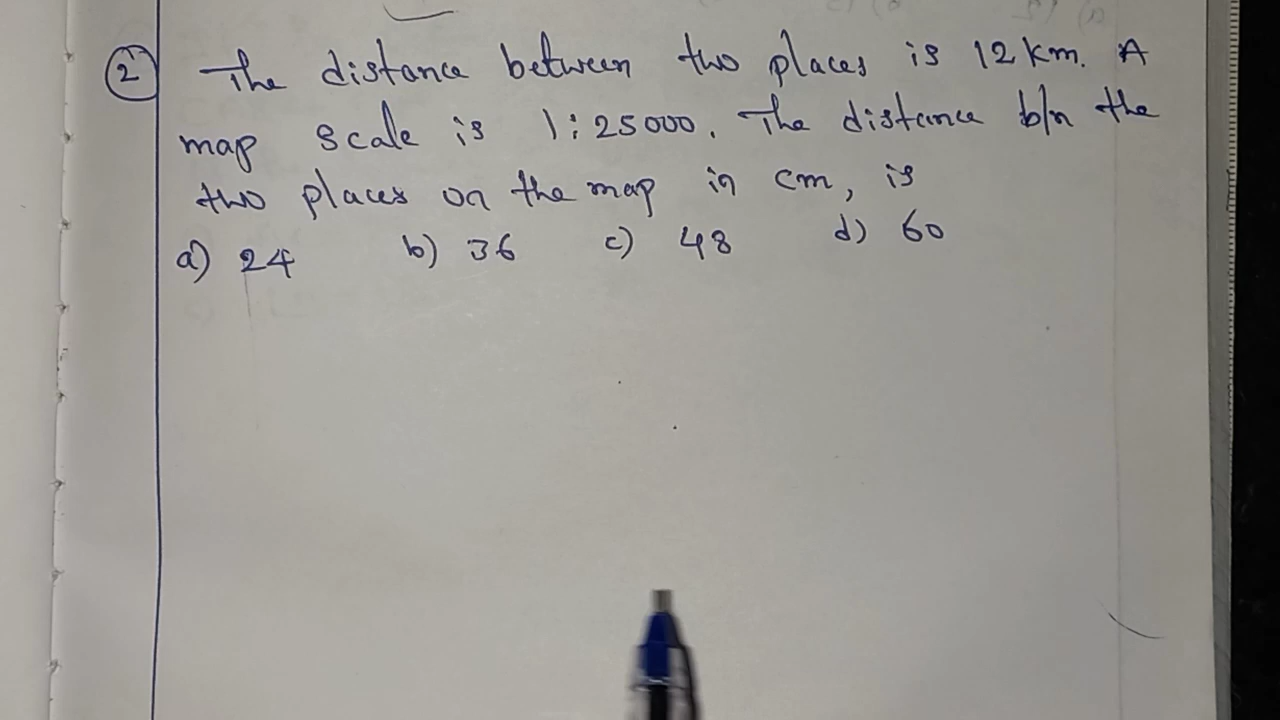 2 The distance between two places is 12 km. A
map scale is 1 : 25000. The distance b/n the
two places on the map in cm, is
a) 24 b) 36 c) 48 d) 60